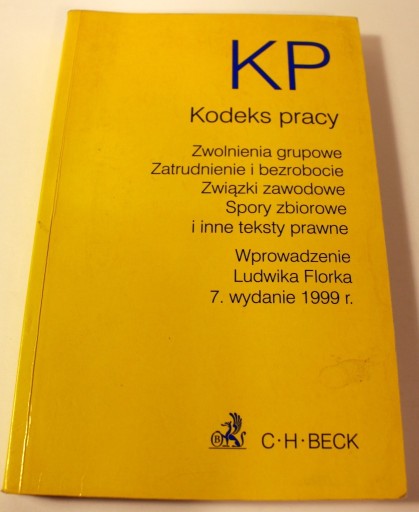 KP
Kodeks pracy
Zwolnienia grupowe
Zatrudnienie i bezrobocie
Związki zawodowe
Spory zbiorowe
i inne teksty prawne
Wprowadzenie
Ludwika Florka
7. wydanie 1999 r.
B
C·H·BECK